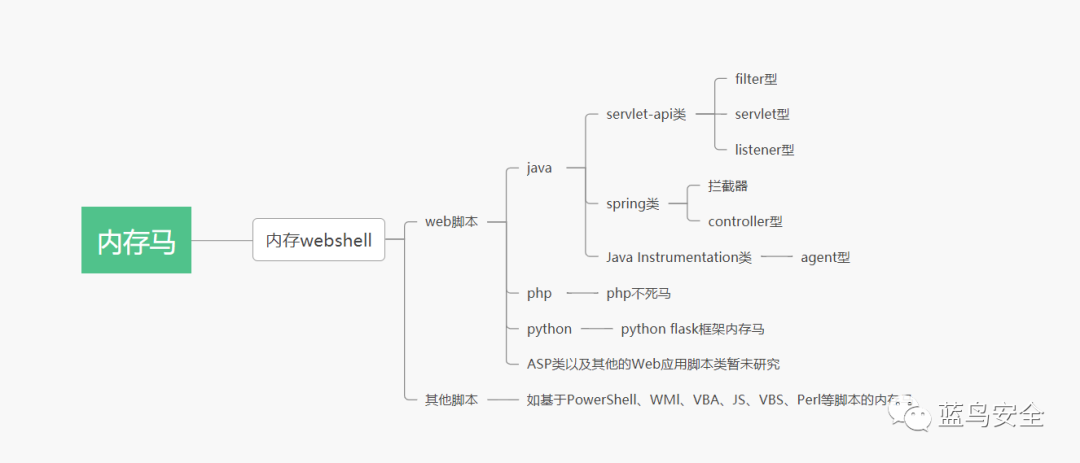 内存马
内存webshell
web脚本
java
servlet-api类
filter型
servlet型
listener型
spring类
拦截器
controller型
Java Instrumentation类
agent型
php
php不死马
python
python flask框架内存马
ASP类以及其他的Web应用脚本类暂未研究
其他脚本
如基于PowerShell、WMI、VBA、JS、VBS、Perl等脚本的内存
蓝鸟安全